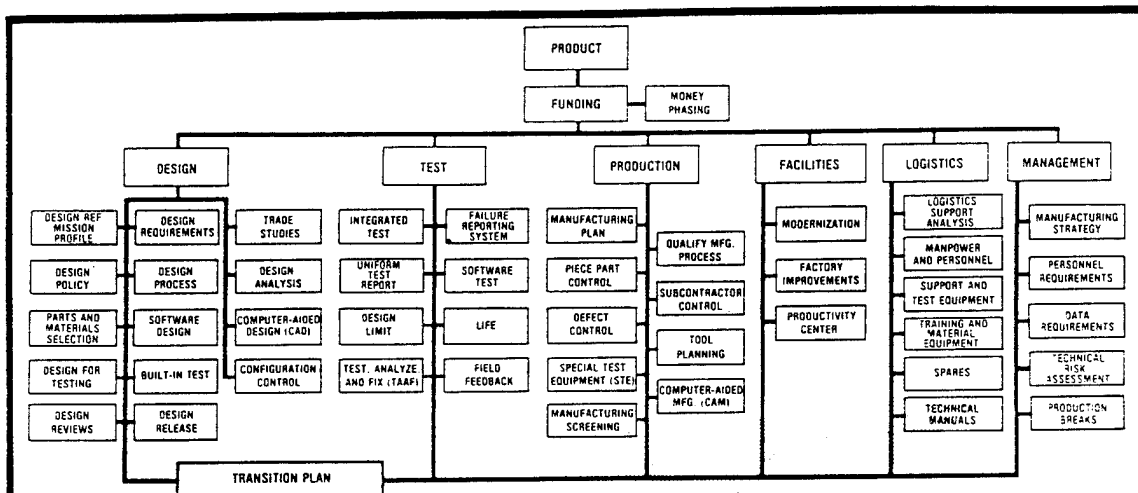 PRODUCT
FUNDING
MONEY
PHASING
DESIGN
TEST
PRODUCTION
FACILITIES
LOGISTICS
MANAGEMENT
DESIGN REF
MISSION
PROFILE
DESIGN
REQUIREMENTS
TRADE
STUDIES
DESIGN
POLICY
DESIGN
PROCESS
DESIGN
ANALYSIS
PARTS AND
MATERIALS
SELECTION
SOFTWARE
DESIGN
COMPUTER-AIDED
DESIGN (CAD)
DESIGN FOR
TESTING
BUILT-IN TEST
CONFIGURATION
CONTROL
DESIGN
REVIEWS
DESIGN
RELEASE
INTEGRATED
TEST
FAILURE
REPORTING
SYSTEM
UNIFORM
TEST
REPORT
SOFTWARE
TEST
DESIGN
LIMIT
LIFE
TEST, ANALYZE
AND FIX (TAAF)
FIELD
FEEDBACK
MANUFACTURING
PLAN
QUALIFY MFG.
PROCESS
PIECE PART
CONTROL
SUBCONTRACTOR
CONTROL
DEFECT
CONTROL
TOOL
PLANNING
SPECIAL TEST
EQUIPMENT (STE)
COMPUTER-AIDED
MFG. (CAM)
MANUFACTURING
SCREENING
MODERNIZATION
FACTORY
IMPROVEMENTS
PRODUCTIVITY
CENTER
LOGISTICS
SUPPORT
ANALYSIS
MANPOWER
AND PERSONNEL
SUPPORT AND
TEST EQUIPMENT
TRAINING AND
MATERIAL
EQUIPMENT
SPARES
TECHNICAL
MANUALS
MANUFACTURING
STRATEGY
PERSONNEL
REQUIREMENTS
DATA
REQUIREMENTS
TECHNICAL
RISK
ASSESSMENT
PRODUCTION
BREAKS
TRANSITION PLAN